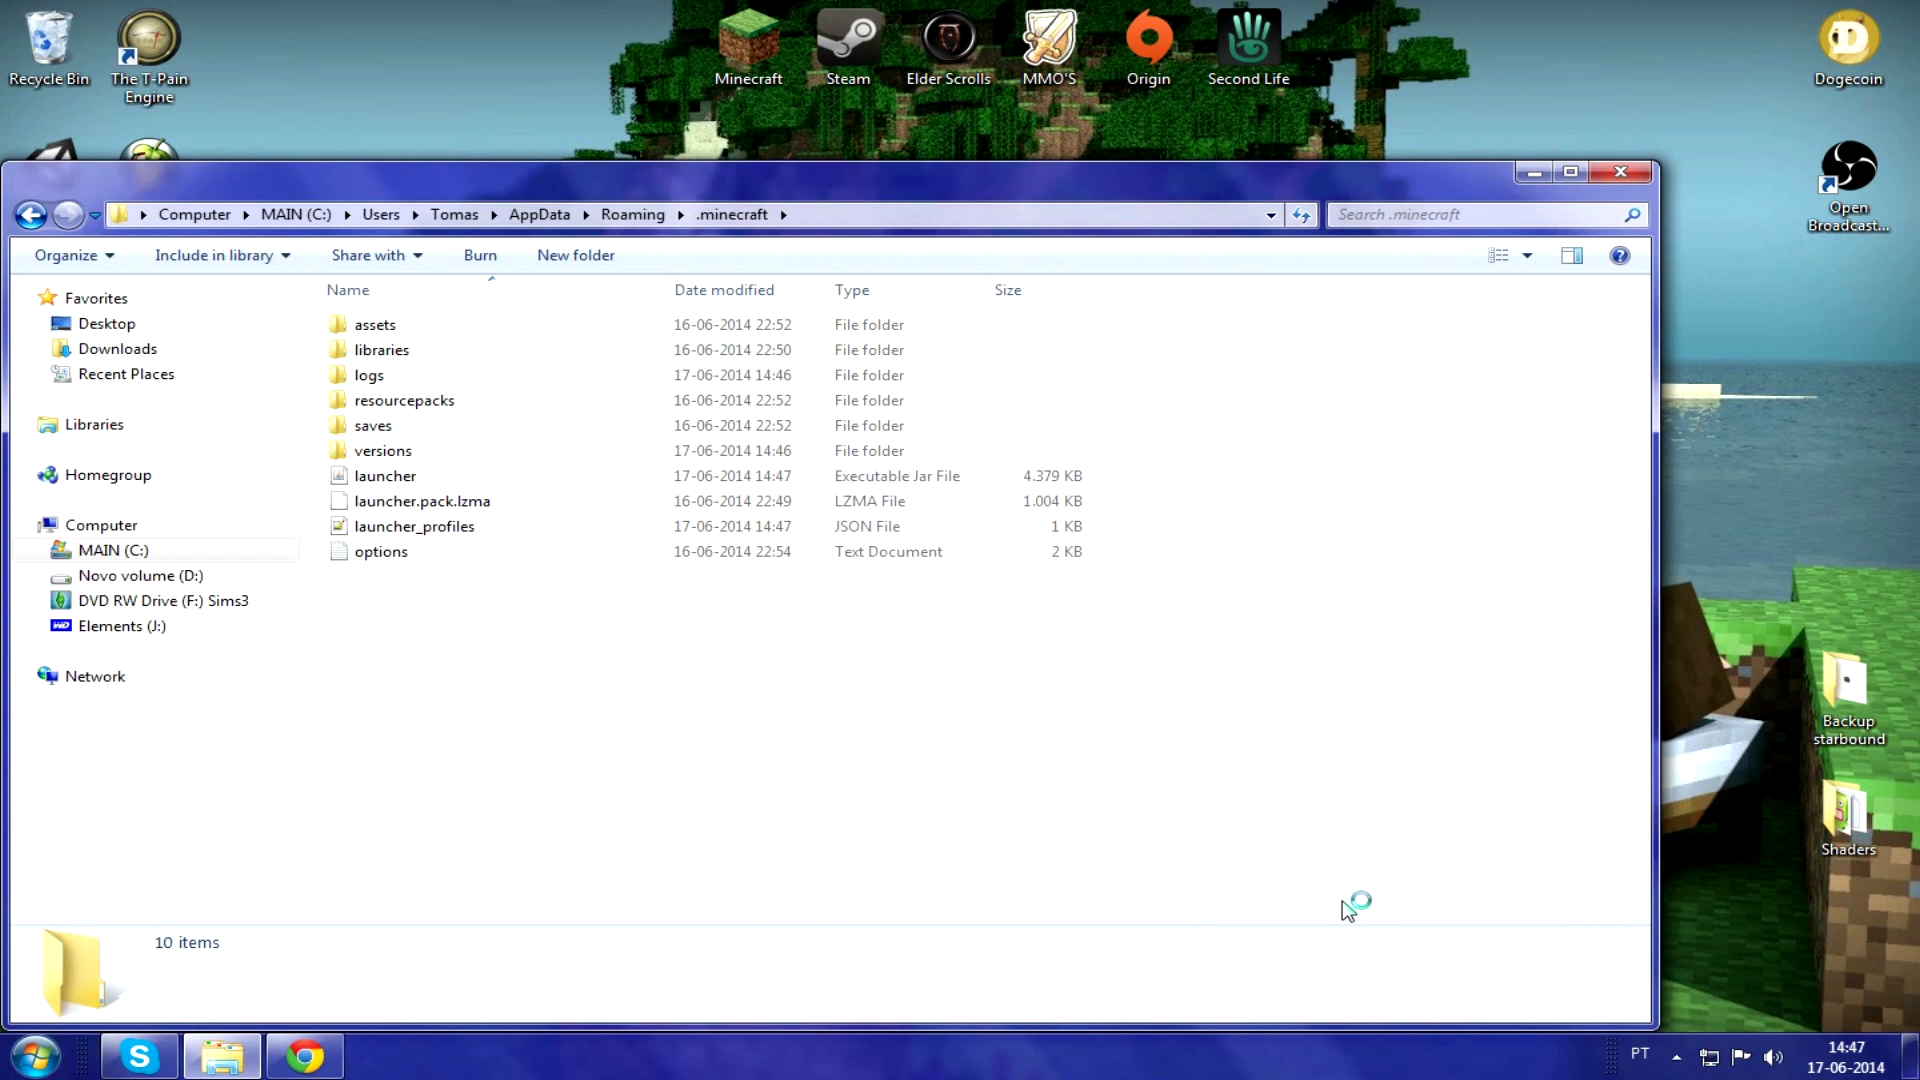 Recycle Bin
The T-Pain
Engine
Minecraft
Steam
Elder Scrolls
MMO'S
Origin
Second Life
Dogecoin
Open
Broadcast...
Computer
MAIN (C:)
Users
Tomas
AppData
Roaming
.minecraft
Search .minecraft
Organize
Include in library
Share with
Burn
New folder
Favorites
Desktop
Downloads
Recent Places
Libraries
Homegroup
Computer
MAIN (C:)
Novo volume (D:)
DVD RW Drive (F:) Sims3
Elements (J:)
Network
Name Date modified Type Size
assets 16-06-2014 22:52 File folder
libraries 16-06-2014 22:50 File folder
logs 17-06-2014 14:46 File folder
resourcepacks 16-06-2014 22:52 File folder
saves 16-06-2014 22:52 File folder
versions 17-06-2014 14:46 File folder
launcher 17-06-2014 14:47 Executable Jar File 4.379 KB
launcher.pack.lzma 16-06-2014 22:49 LZMA File 1.004 KB
launcher_profiles 17-06-2014 14:47 JSON File 1 KB
options 16-06-2014 22:54 Text Document 2 KB
10 items
Backup
starbound
Shaders
PT
14:47
17-06-2014